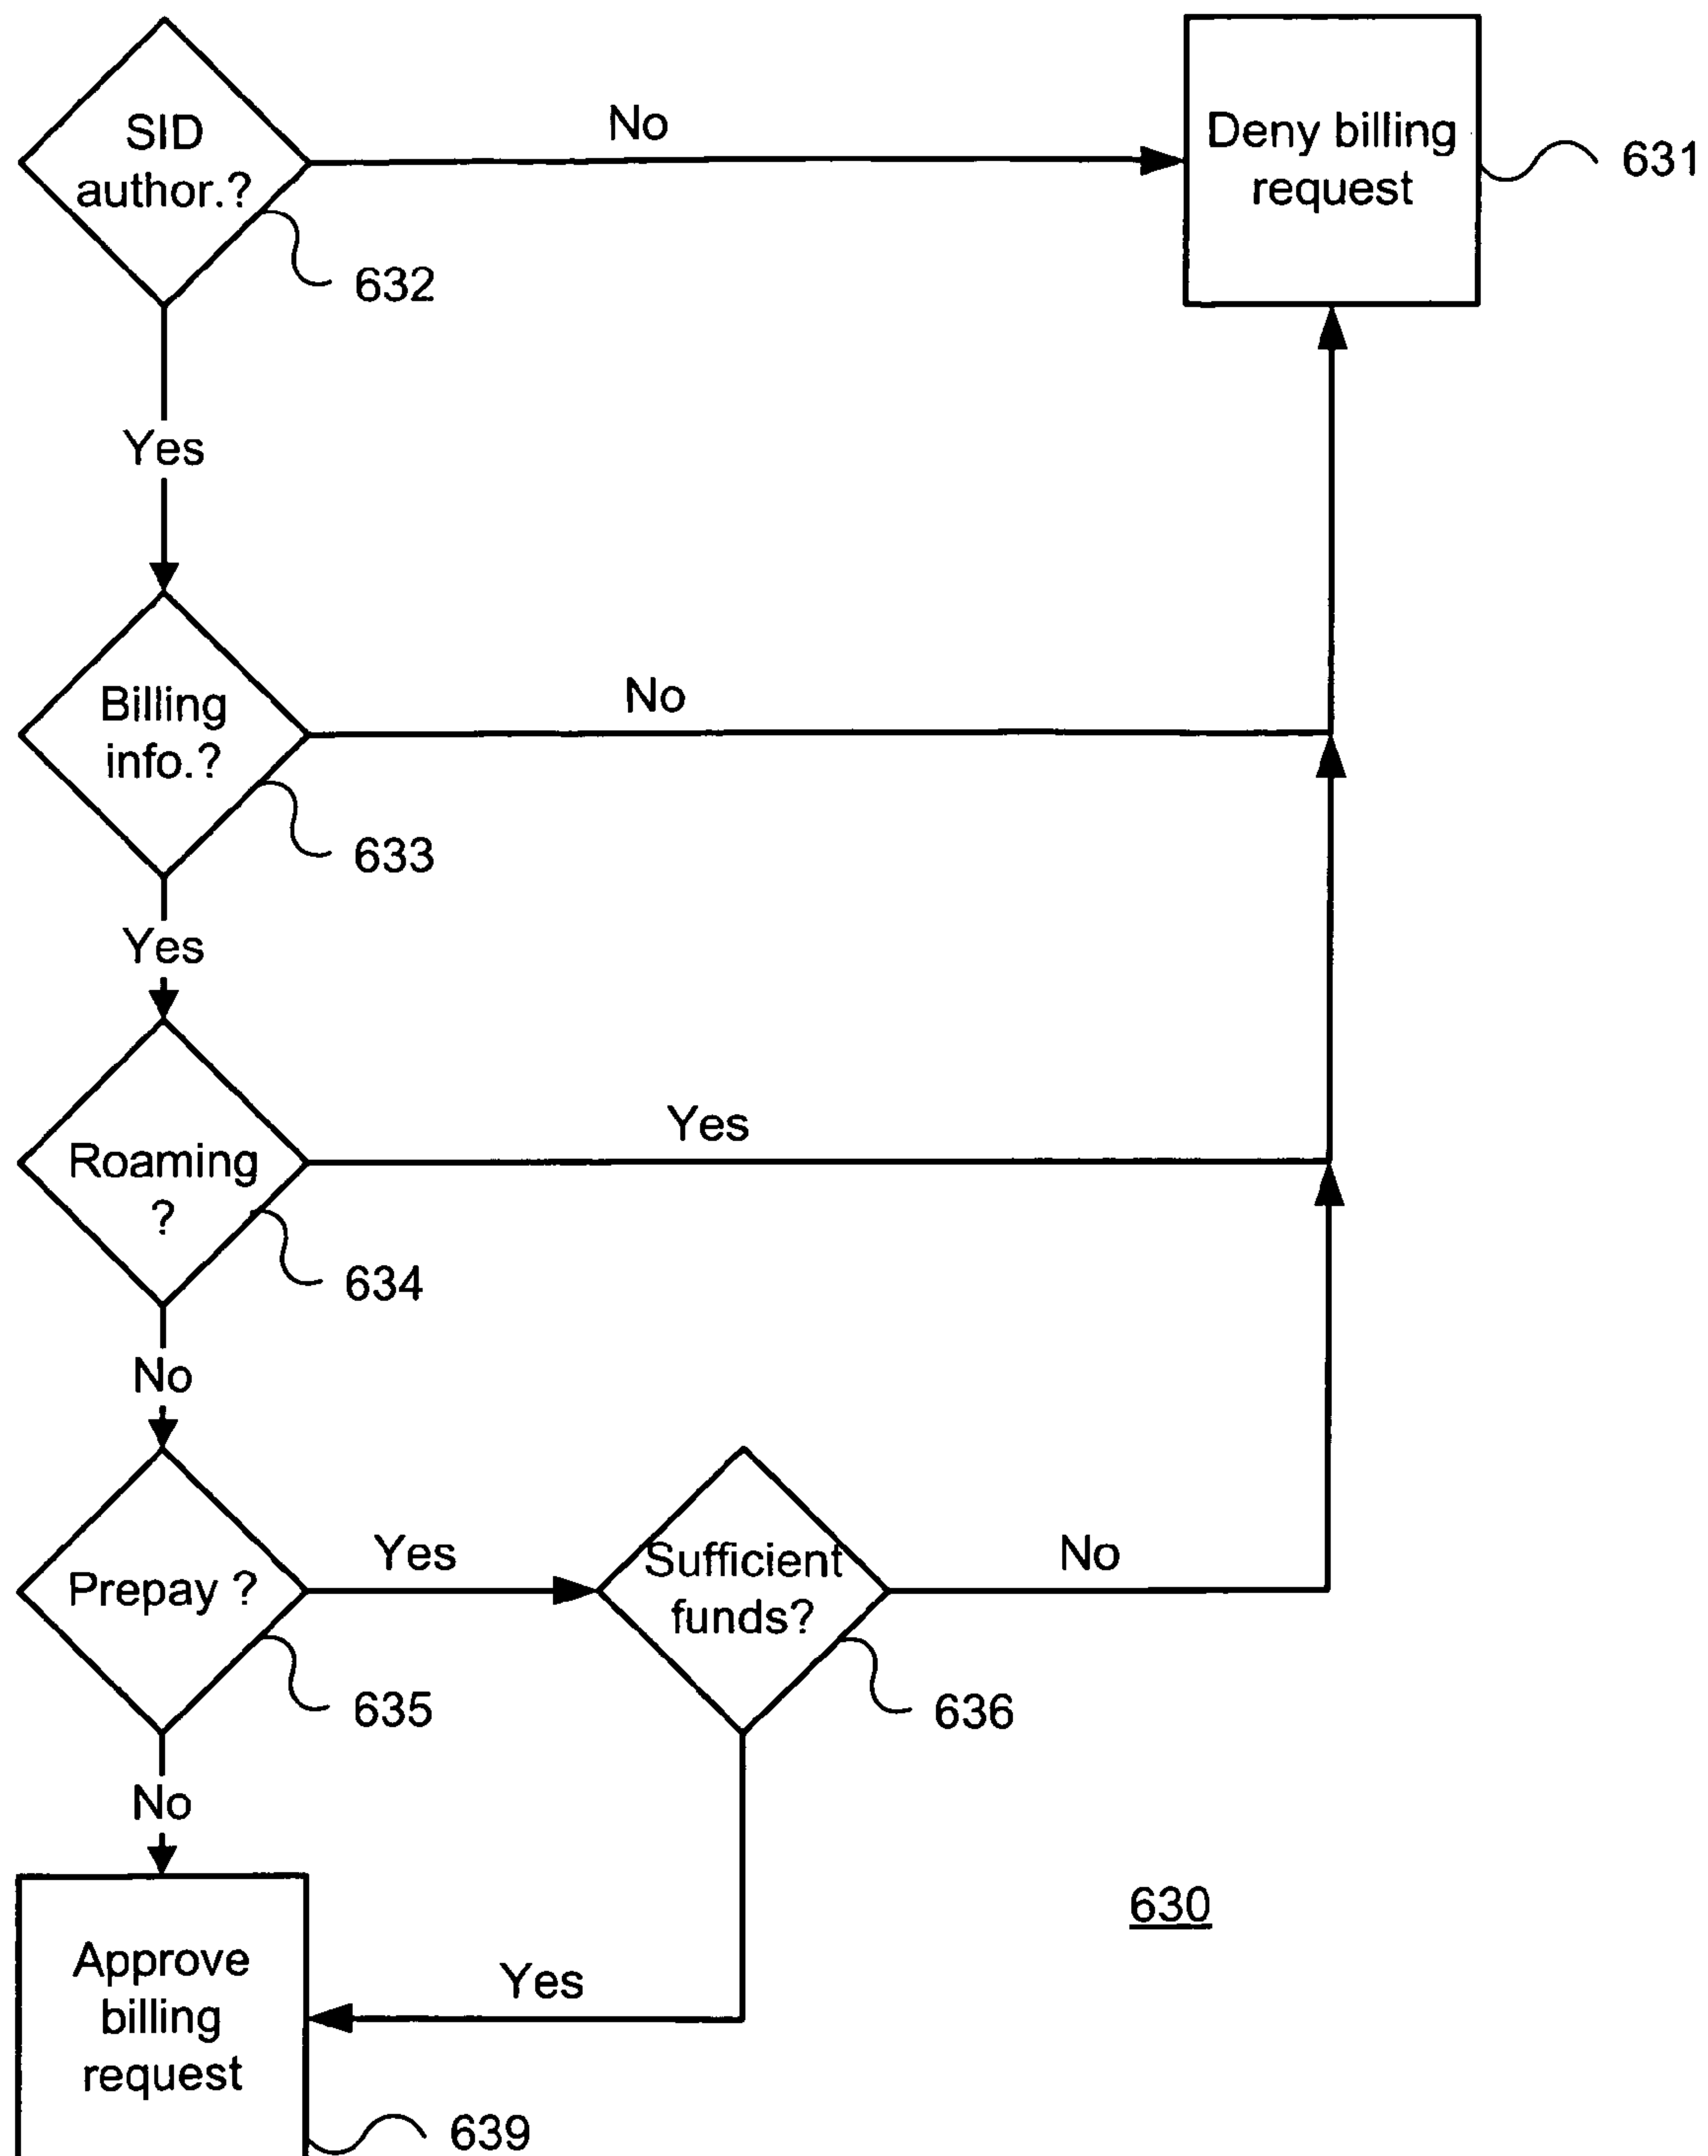 SID
author.?
632
No
Deny billing
request
631
Yes
Billing
info.?
633
No
Yes
Roaming
?
634
Yes
No
Prepay ?
635
Yes
Sufficient
funds?
636
No
No
Approve
billing
request
639
Yes
630